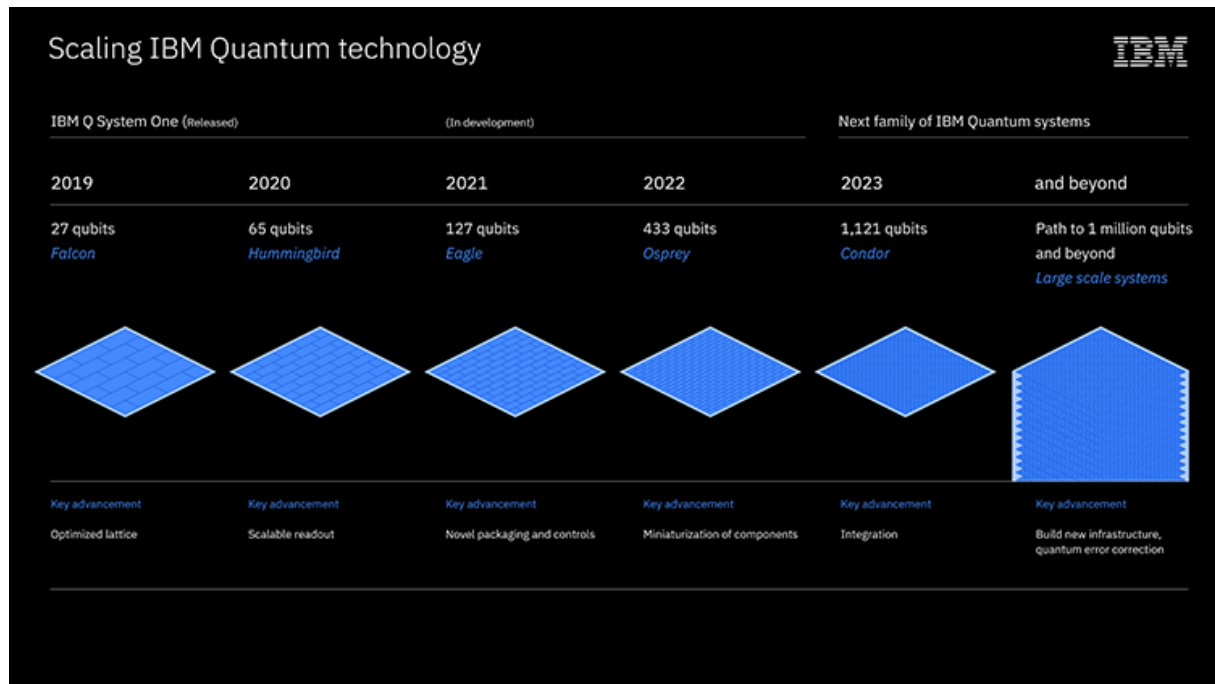 Scaling IBM Quantum technology
IBM
IBM Q System One (Released)
(In development)
Next family of IBM Quantum systems
2019
2020
2021
2022
2023
and beyond
27 qubits
Falcon
65 qubits
Hummingbird
127 qubits
Eagle
433 qubits
Osprey
1,121 qubits
Condor
Path to 1 million qubits
and beyond
Large scale systems
Key advancement
Optimized lattice
Key advancement
Scalable readout
Key advancement
Novel packaging and controls
Key advancement
Miniaturization of components
Key advancement
Integration
Key advancement
Build new infrastructure,
quantum error correction